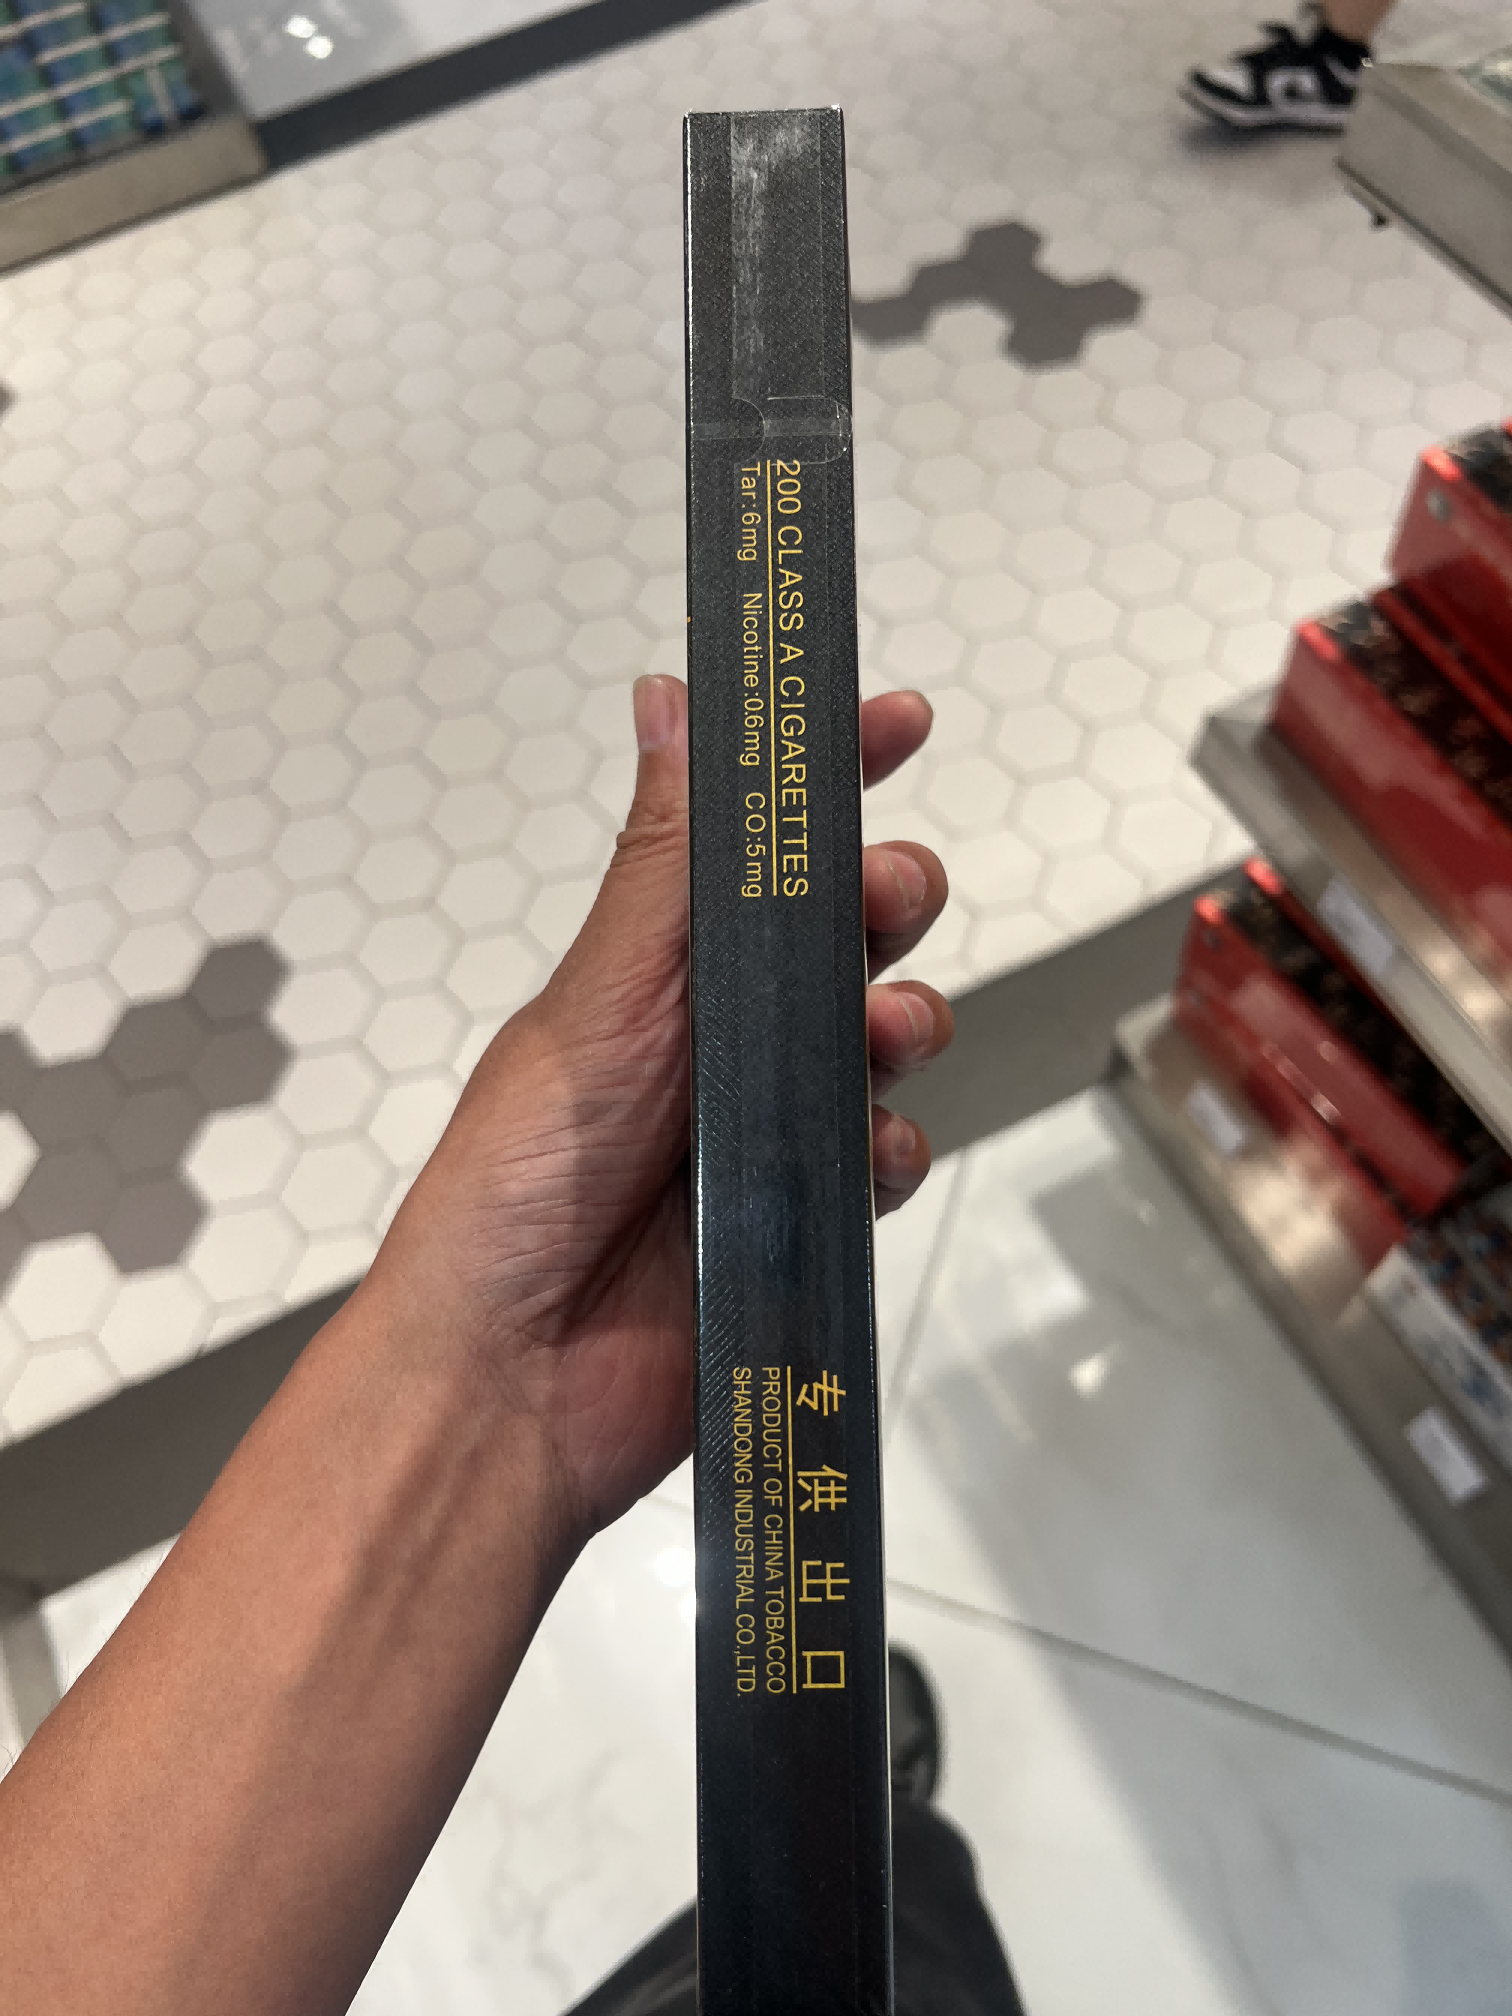 200 CLASS A CIGARETTES
Tar:6mg Nicotine:0.6mg CO:5mg
专供出口
PRODUCT OF CHINA TOBACCO
SHANDONG INDUSTRIAL CO.,LTD.